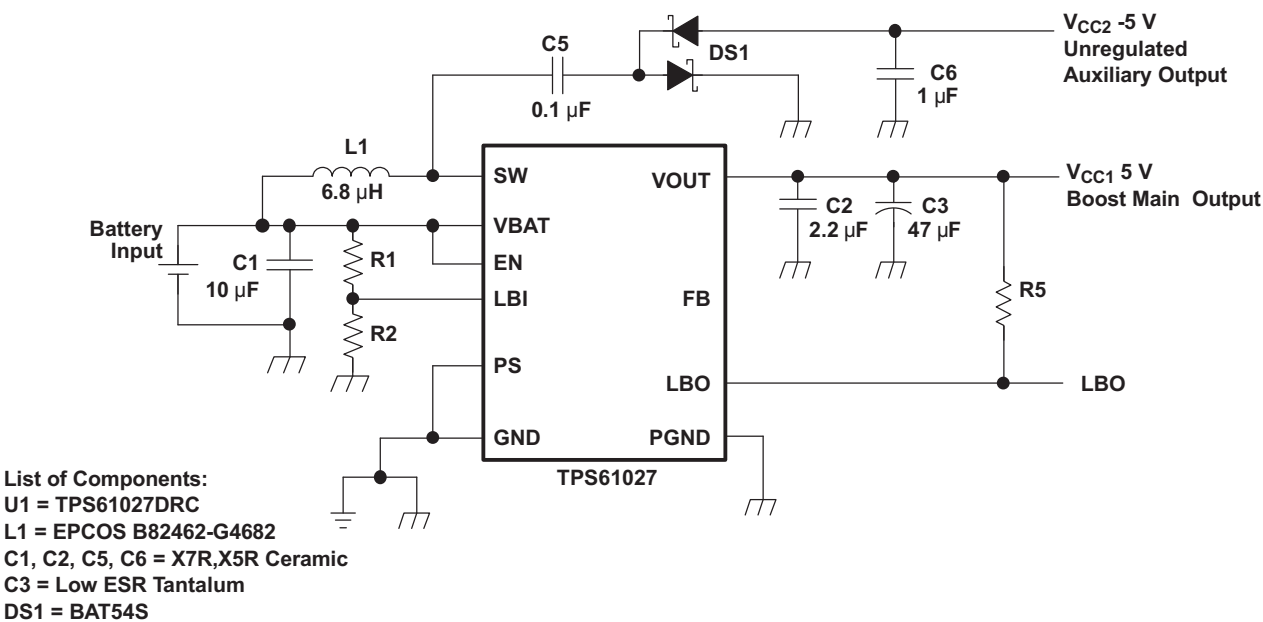 V_CC2 -5 V
Unregulated
Auxiliary Output
C5
0.1 µF
DS1
C6
1 µF
L1
6.8 µH
SW
VOUT
V_CC1 5 V
Boost Main Output
C2
2.2 µF
C3
47 µF
Battery
Input
VBAT
C1
10 µF
R1
EN
LBI
FB
R5
R2
PS
LBO
LBO
GND
PGND
TPS61027
List of Components:
U1 = TPS61027DRC
L1 = EPCOS B82462-G4682
C1, C2, C5, C6 = X7R,X5R Ceramic
C3 = Low ESR Tantalum
DS1 = BAT54S